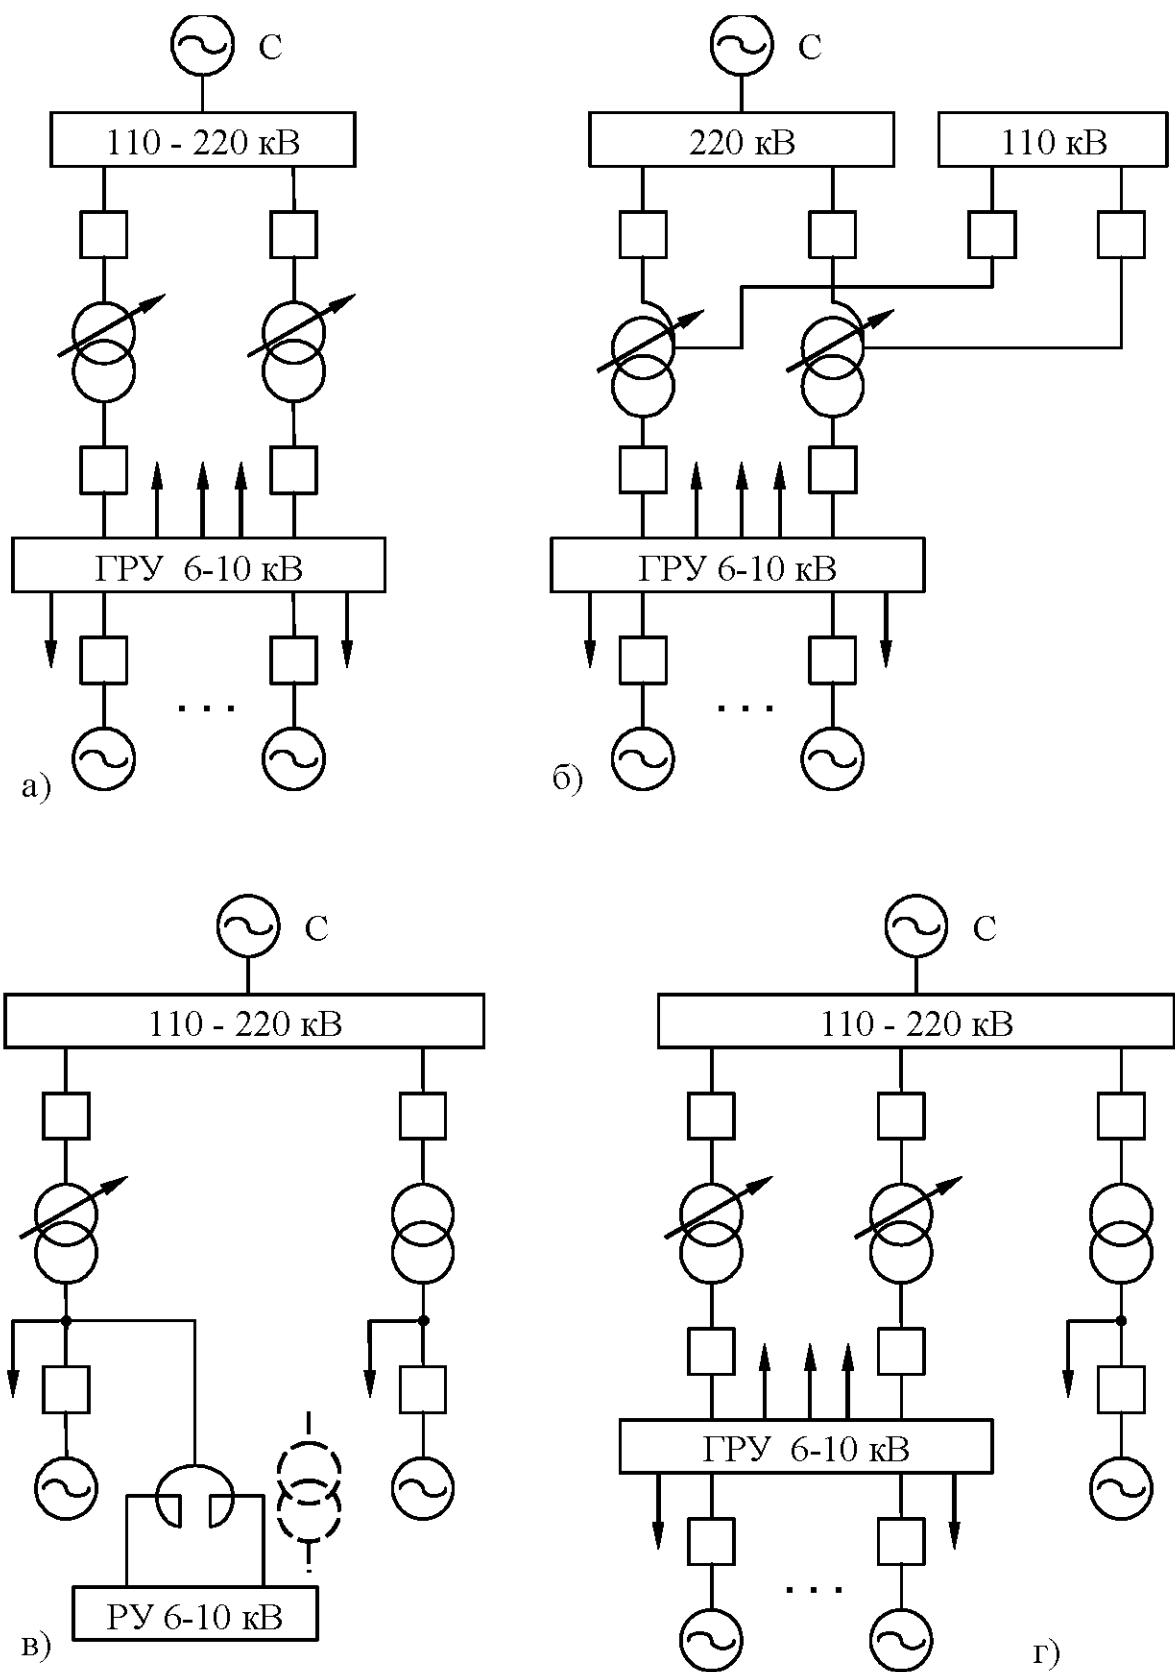 С
110 - 220 кВ
ГРУ 6-10 кВ
. . .
а)
С
220 кВ
110 кВ
ГРУ 6-10 кВ
. . .
б)
С
110 - 220 кВ
РУ 6-10 кВ
в)
С
110 - 220 кВ
ГРУ 6-10 кВ
. . .
г)